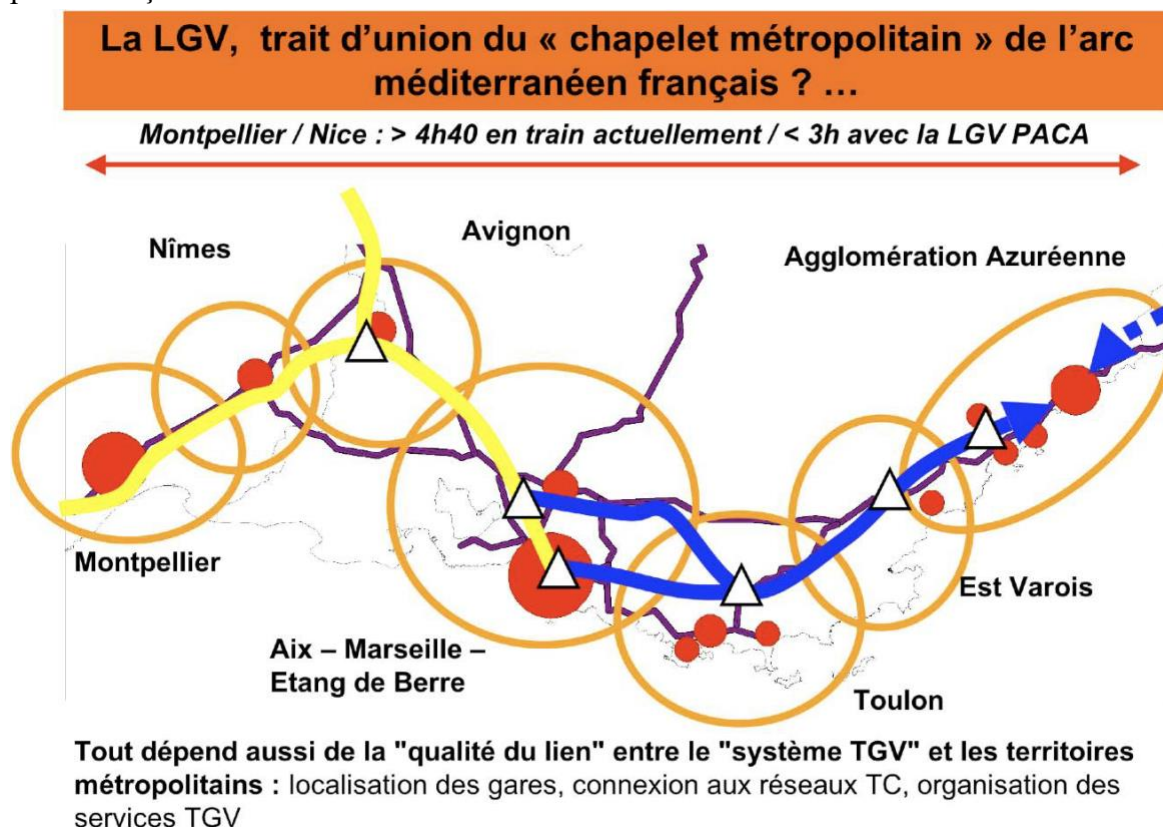 La LGV, trait d'union du « chapelet métropolitain » de l'arc
méditerranéen français ? …
Montpellier / Nice : > 4h40 en train actuellement / < 3h avec la LGV PACA
Avignon
Nîmes
Agglomération Azuréenne
Montpellier
Est Varois
Aix – Marseille –
Etang de Berre
Toulon
Tout dépend aussi de la "qualité du lien" entre le "système TGV" et les territoires
métropolitains : localisation des gares, connexion aux réseaux TC, organisation des
services TGV